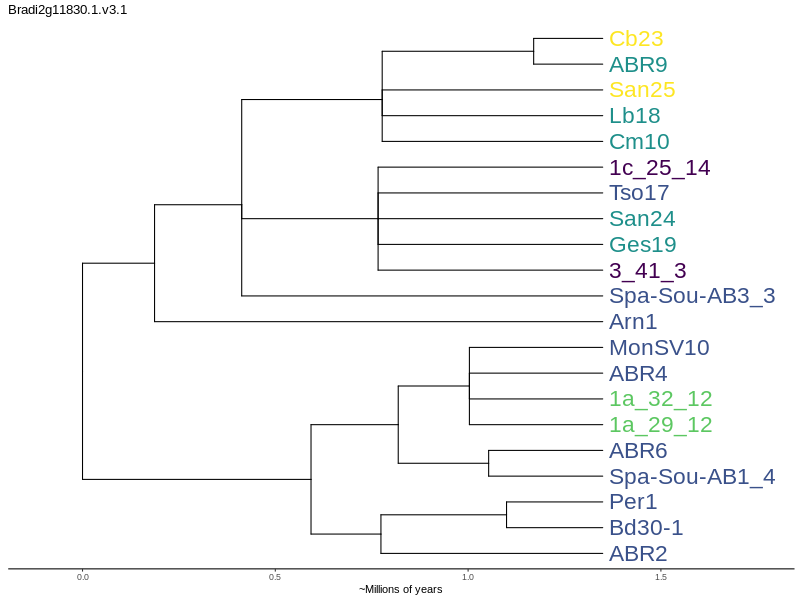 Bradi2g11830.1.v3.1
Cb23
ABR9
San25
Lb18
Cm10
1c_25_14
Tso17
San24
Ges19
3_41_3
Spa-Sou-AB3_3
Arn1
MonSV10
ABR4
1a_32_12
1a_29_12
ABR6
Spa-Sou-AB1_4
Per1
Bd30-1
ABR2
0.0 0.5 1.0 1.5
~Millions of years